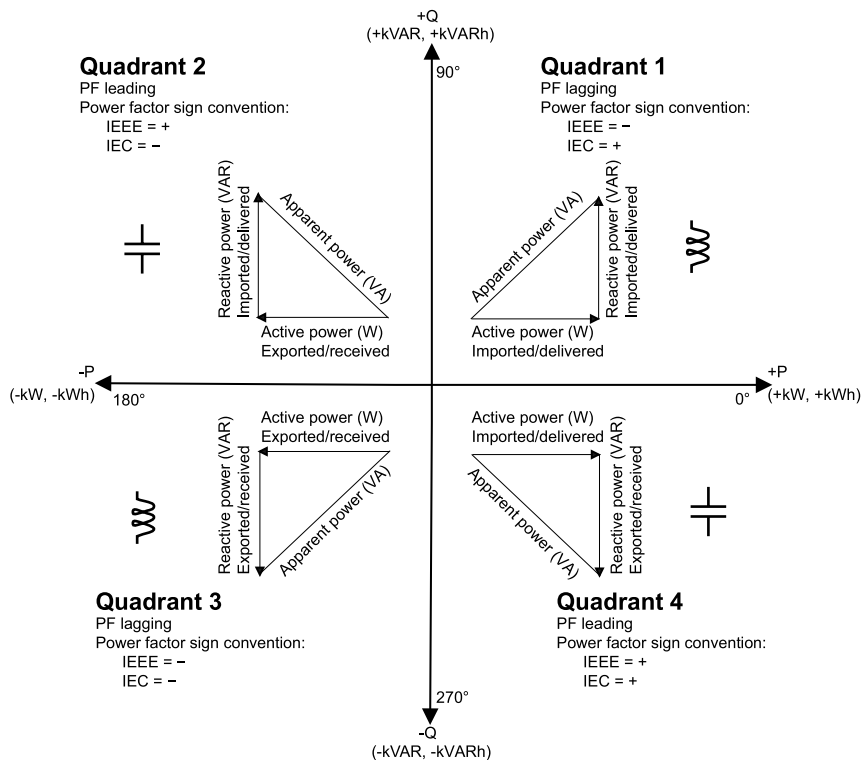 +Q
(+kVAR, +kVARh)
90°
Quadrant 2
PF leading
Power factor sign convention:
IEEE = +
IEC = −
Reactive power (VAR)
Imported/delivered
Apparent power (VA)
Active power (W)
Exported/received
Quadrant 1
PF lagging
Power factor sign convention:
IEEE = −
IEC = +
Apparent power (VA)
Reactive power (VAR)
Imported/delivered
Active power (W)
Imported/delivered
-P
(-kW, -kWh)
180°
0°
+P
(+kW, +kWh)
Active power (W)
Exported/received
Reactive power (VAR)
Exported/received
Apparent power (VA)
Quadrant 3
PF lagging
Power factor sign convention:
IEEE = −
IEC = −
Active power (W)
Imported/delivered
Apparent power (VA)
Reactive power (VAR)
Exported/received
Quadrant 4
PF leading
Power factor sign convention:
IEEE = +
IEC = +
270°
-Q
(-kVAR, -kVARh)